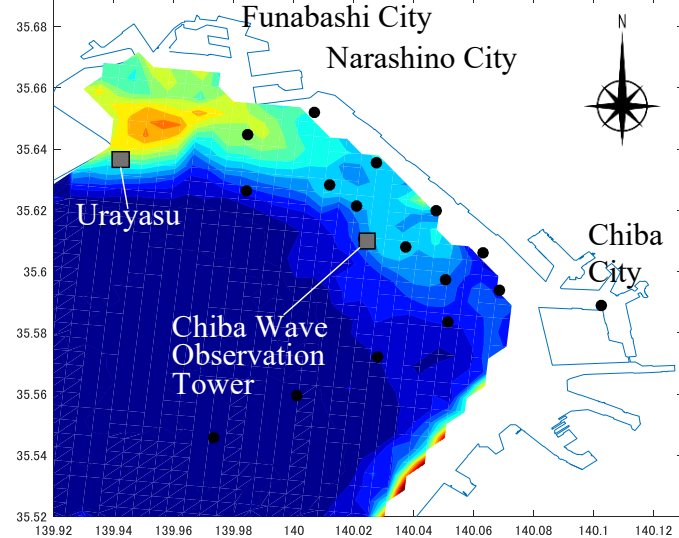 Funabashi City
35.68
N
Narashino City
35.66
35.64
35.62
Urayasu
Chiba
City
35.6
Chiba Wave
Observation
Tower
35.58
35.56
35.54
35.52
139.92 139.94 139.96 139.98 140 140.02 140.04 140.06 140.08 140.1 140.12